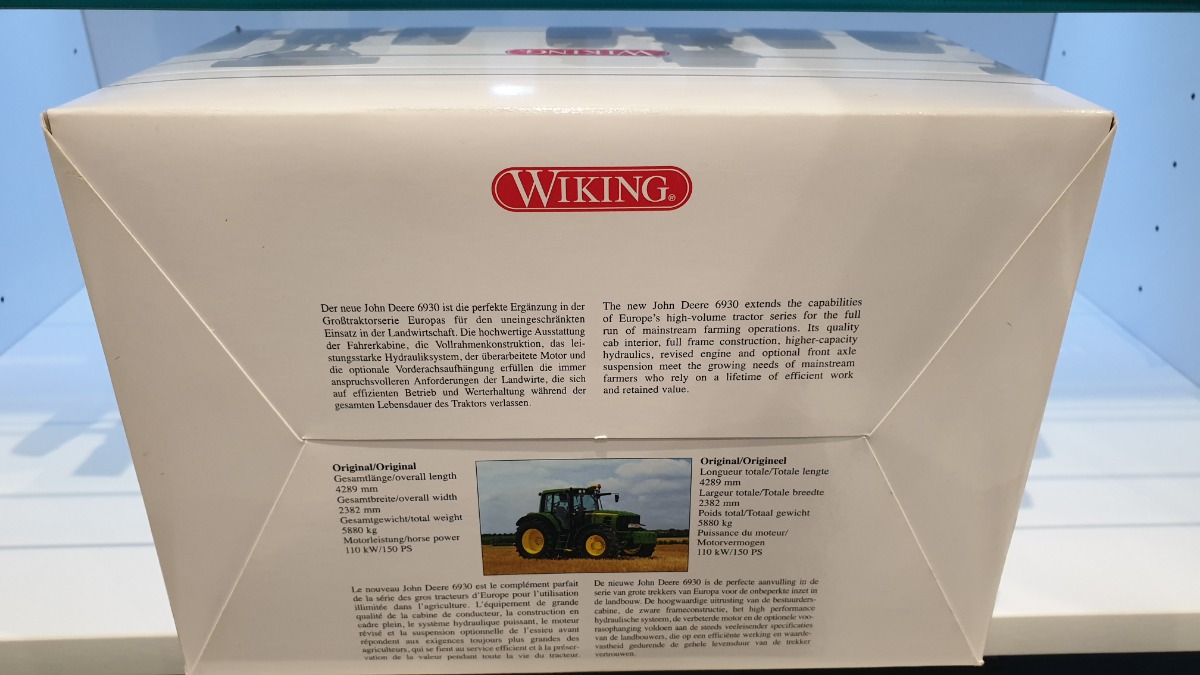 WIKING
WIKING®
Der neue John Deere 6930 ist die perfekte Ergänzung in der
Großtraktorserie Europas für den uneingeschränkten
Einsatz in der Landwirtschaft. Die hochwertige Ausstattung
der Fahrerkabine, die Vollrahmenkonstruktion, das lei-
stungsstarke Hydrauliksystem, der überarbeitete Motor und
die optionale Vorderachsaufhängung erfüllen die immer
anspruchsvolleren Anforderungen der Landwirte, die sich
auf effizienten Betrieb und Werterhaltung während der
gesamten Lebensdauer des Traktors verlassen.
The new John Deere 6930 extends the capabilities
of Europe's high-volume tractor series for the full
run of mainstream farming operations. Its quality
cab interior, full frame construction, higher-capacity
hydraulics, revised engine and optional front axle
suspension meet the growing needs of mainstream
farmers who rely on a lifetime of efficient work
and retained value.
Original/Original
Gesamtlänge/overall length
4289 mm
Gesamtbreite/overall width
2382 mm
Gesamtgewicht/total weight
5880 kg
Motorleistung/horse power
110 kW/150 PS
Original/Origineel
Longueur totale/Totale lengte
4289 mm
Largeur totale/Totale breedte
2382 mm
Poids total/Totaal gewicht
5880 kg
Puissance du moteur/
Motorvermogen
110 kW/150 PS
Le nouveau John Deere 6930 est le complément parfait
de la série des gros tracteurs d'Europe pour l'utilisation
illimitée dans l'agriculture. L'équipement de grande
qualité de la cabine de conducteur, la construction en
cadre plein, le système hydraulique puissant, le moteur
révisé et la suspension optionnelle de l'essieu avant
répondent aux exigences toujours plus grandes des
agriculteurs, qui se fient au service efficient et à la préser-
vation de la valeur pendant toute la vie du tracteur.
De nieuwe John Deere 6930 is de perfecte aanvulling in de
serie van grote trekkers van Europa voor de onbeperkte inzet in
de landbouw. De hoogwaardige uitrusting van de bestuurders-
cabine, de zware frameconstructie, het high performance
hydraulische systeem, de verbeterde motor en de optionele voo-
rasophanging voldoen aan de steeds veeleisender specificaties
van de landbouwers, die op een efficiënte werking en waarde-
vastheid gedurende de gehele levensduur van de trekker
vertrouwen.